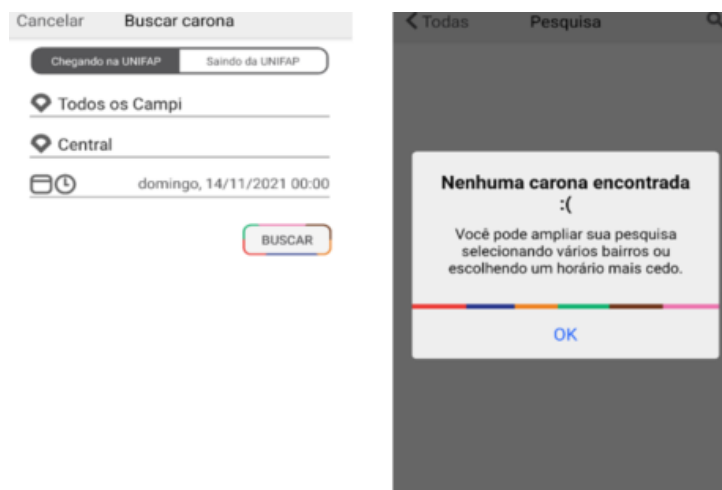 Cancelar Buscar carona
Chegando na UNIFAP Saindo da UNIFAP
Todos os Campi
Central
domingo, 14/11/2021 00:00
BUSCAR
Todas Pesquisa
Nenhuma carona encontrada
:(
Você pode ampliar sua pesquisa
selecionando vários bairros ou
escolhendo um horário mais cedo.
OK